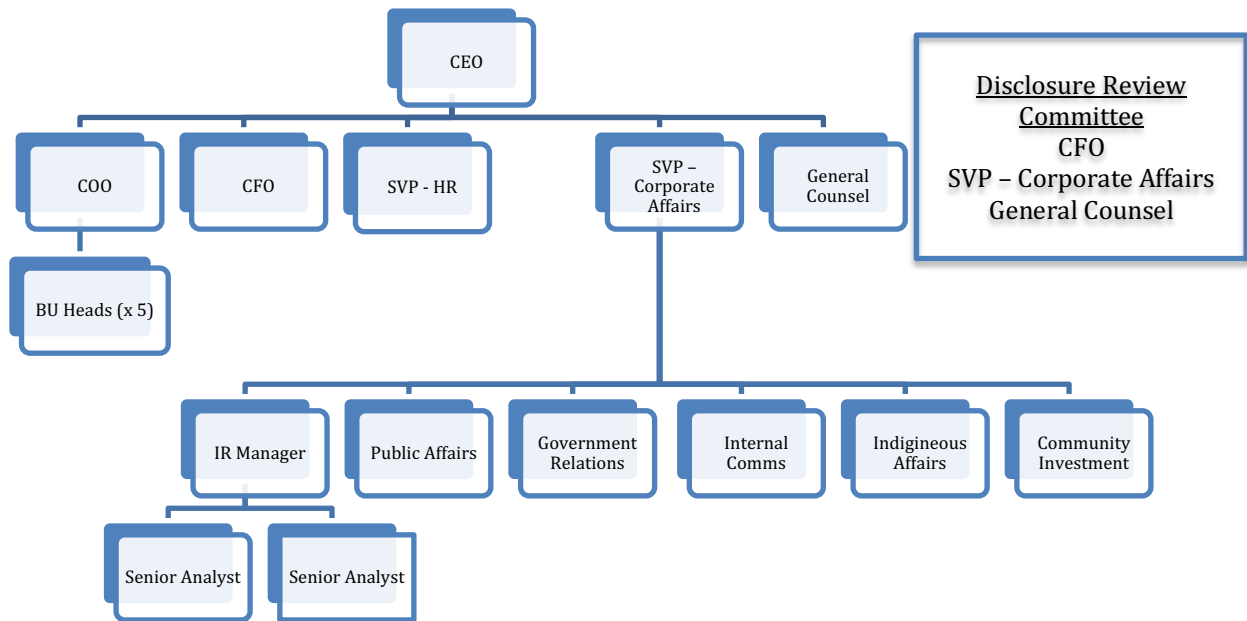 CEO
Disclosure Review
Committee
CFO
SVP – Corporate Affairs
General Counsel
COO
CFO
SVP - HR
SVP –
Corporate
Affairs
General
Counsel
BU Heads (x 5)
IR Manager
Public Affairs
Government
Relations
Internal
Comms
Indigineous
Affairs
Community
Investment
Senior Analyst
Senior Analyst